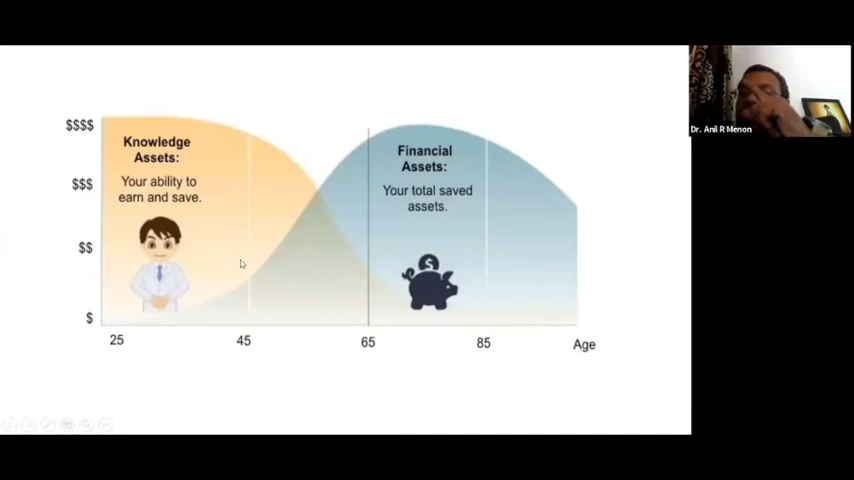 $$$$
$$$
$$
$
Knowledge
Assets:
Your ability to
earn and save.
Financial
Assets:
Your total saved
assets.
$
25
45
65
85
Age
Dr. Anil R Menon